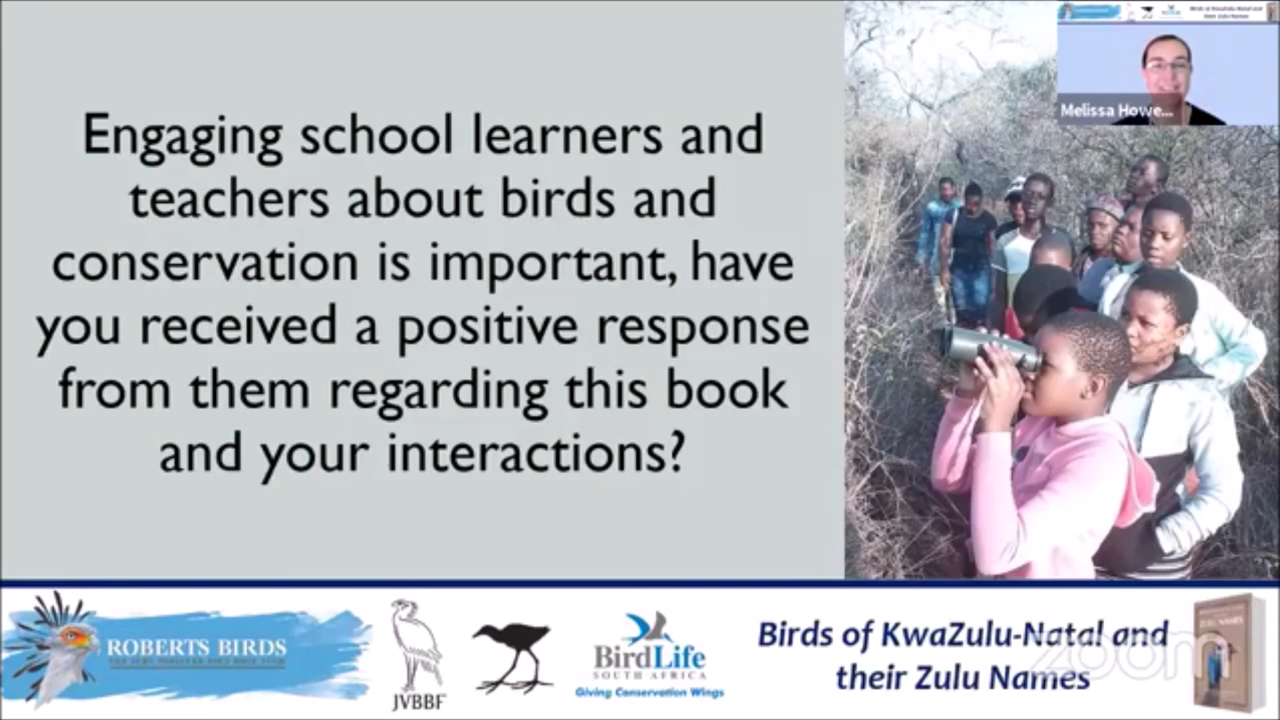 Engaging school learners and
teachers about birds and
conservation is important, have
you received a positive response
from them regarding this book
and your interactions?
Melissa Howe...
ROBERTS BIRDS
JVBBF
BirdLife
SOUTH AFRICA
Giving Conservation Wings
Birds of KwaZulu-Natal and
their Zulu Names
zoom
ZULU NAMES